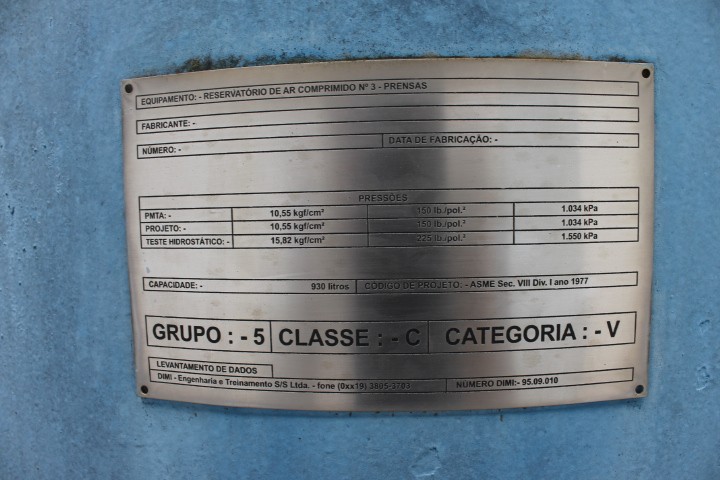 EQUIPAMENTO: - RESERVATÓRIO DE AR COMPRIMIDO Nº 3 - PRENSAS
FABRICANTE: -
NÚMERO: - DATA DE FABRICAÇÃO: -
PRESSÕES
PMTA: - 10,55 kgf/cm² 150 lb./pol.² 1.034 kPa
PROJETO: - 10,55 kgf/cm² 150 lb./pol.² 1.034 kPa
TESTE HIDROSTÁTICO: - 15,82 kgf/cm² 225 lb./pol.² 1.550 kPa
CAPACIDADE: - 930 litros CÓDIGO DE PROJETO: - ASME Sec. VIII Div. I ano 1977
GRUPO : - 5 CLASSE : - C CATEGORIA : - V
LEVANTAMENTO DE DADOS
DIMI - Engenharia e Treinamento S/S Ltda. - fone (0xx19) NÚMERO DIMI:- 95.09.010